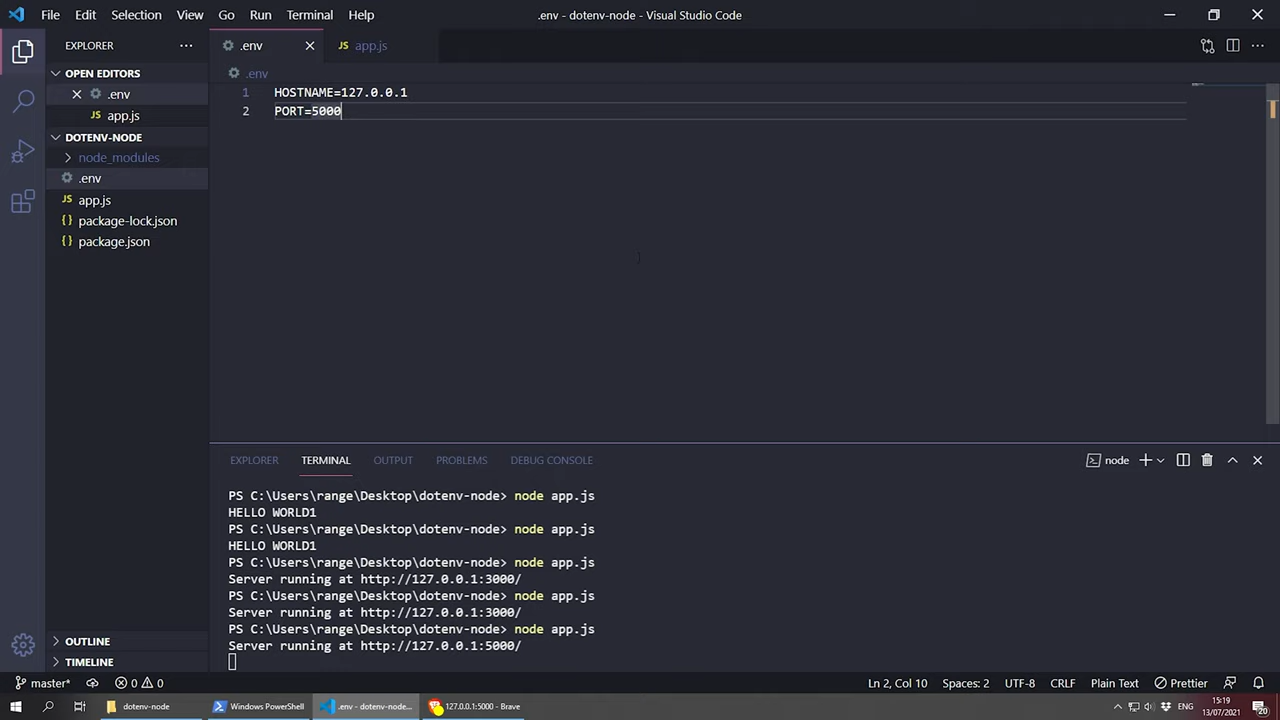 File Edit Selection View Go Run Terminal Help .env - dotenv-node - Visual Studio Code
EXPLORER
.env
JS app.js
OPEN EDITORS
.env
JS app.js
DOTENV-NODE
node_modules
.env
JS app.js
{} package-lock.json
{} package.json
OUTLINE
TIMELINE
.env
1 HOSTNAME=127.0.0.1
2 PORT=5000
EXPLORER TERMINAL OUTPUT PROBLEMS DEBUG CONSOLE node
PS C:\Users\range\Desktop\dotenv-node> node app.js
HELLO WORLD1
PS C:\Users\range\Desktop\dotenv-node> node app.js
HELLO WORLD1
PS C:\Users\range\Desktop\dotenv-node> node app.js
Server running at http://127.0.0.1:3000/
PS C:\Users\range\Desktop\dotenv-node> node app.js
Server running at http://127.0.0.1:3000/
PS C:\Users\range\Desktop\dotenv-node> node app.js
Server running at http://127.0.0.1:5000/
master* 0 0 Ln 2, Col 10 Spaces: 2 UTF-8 CRLF Plain Text Prettier
dotenv-node Windows PowerShell .env - dotenv-node... 127.0.0.1:5000 - Brave ENG 15:19
13/07/2021 20